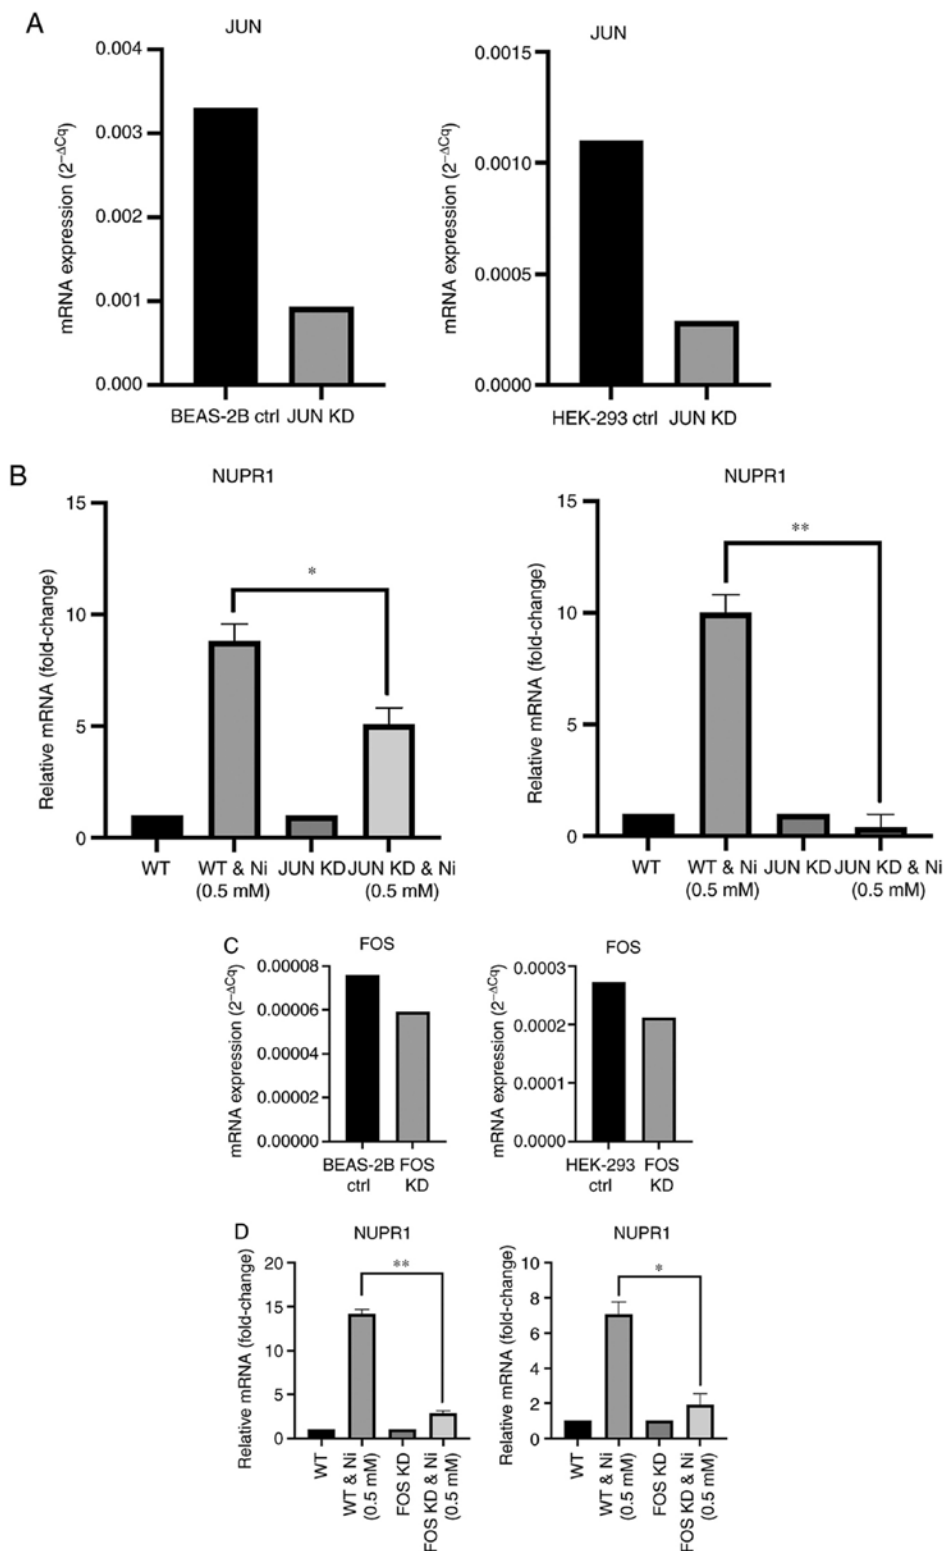 A
JUN
mRNA expression (2−ΔCq)
0.004
0.003
0.002
0.001
0.000
BEAS-2B ctrl JUN KD
JUN
mRNA expression (2−ΔCq)
0.0015
0.0010
0.0005
0.0000
HEK-293 ctrl JUN KD
B
NUPR1
Relative mRNA (fold-change)
15
10
5
0
*
WT WT & Ni JUN KD JUN KD & Ni
(0.5 mM) (0.5 mM)
NUPR1
Relative mRNA (fold-change)
15
10
5
0
**
WT WT & Ni JUN KD JUN KD & Ni
(0.5 mM) (0.5 mM)
C
FOS
mRNA expression (2−ΔCq)
0.00008
0.00006
0.00004
0.00002
0.00000
BEAS-2B FOS
ctrl KD
FOS
mRNA expression (2−ΔCq)
0.0003
0.0002
0.0001
0.0000
HEK-293 FOS
ctrl KD
D
NUPR1
Relative mRNA (fold-change)
20
15
10
5
0
**
WT
WT & Ni
(0.5 mM)
FOS KD
FOS KD & Ni
(0.5 mM)
NUPR1
Relative mRNA (fold-change)
10
8
6
4
2
0
*
WT
WT & Ni
(0.5 mM)
FOS KD
FOS KD & Ni
(0.5 mM)